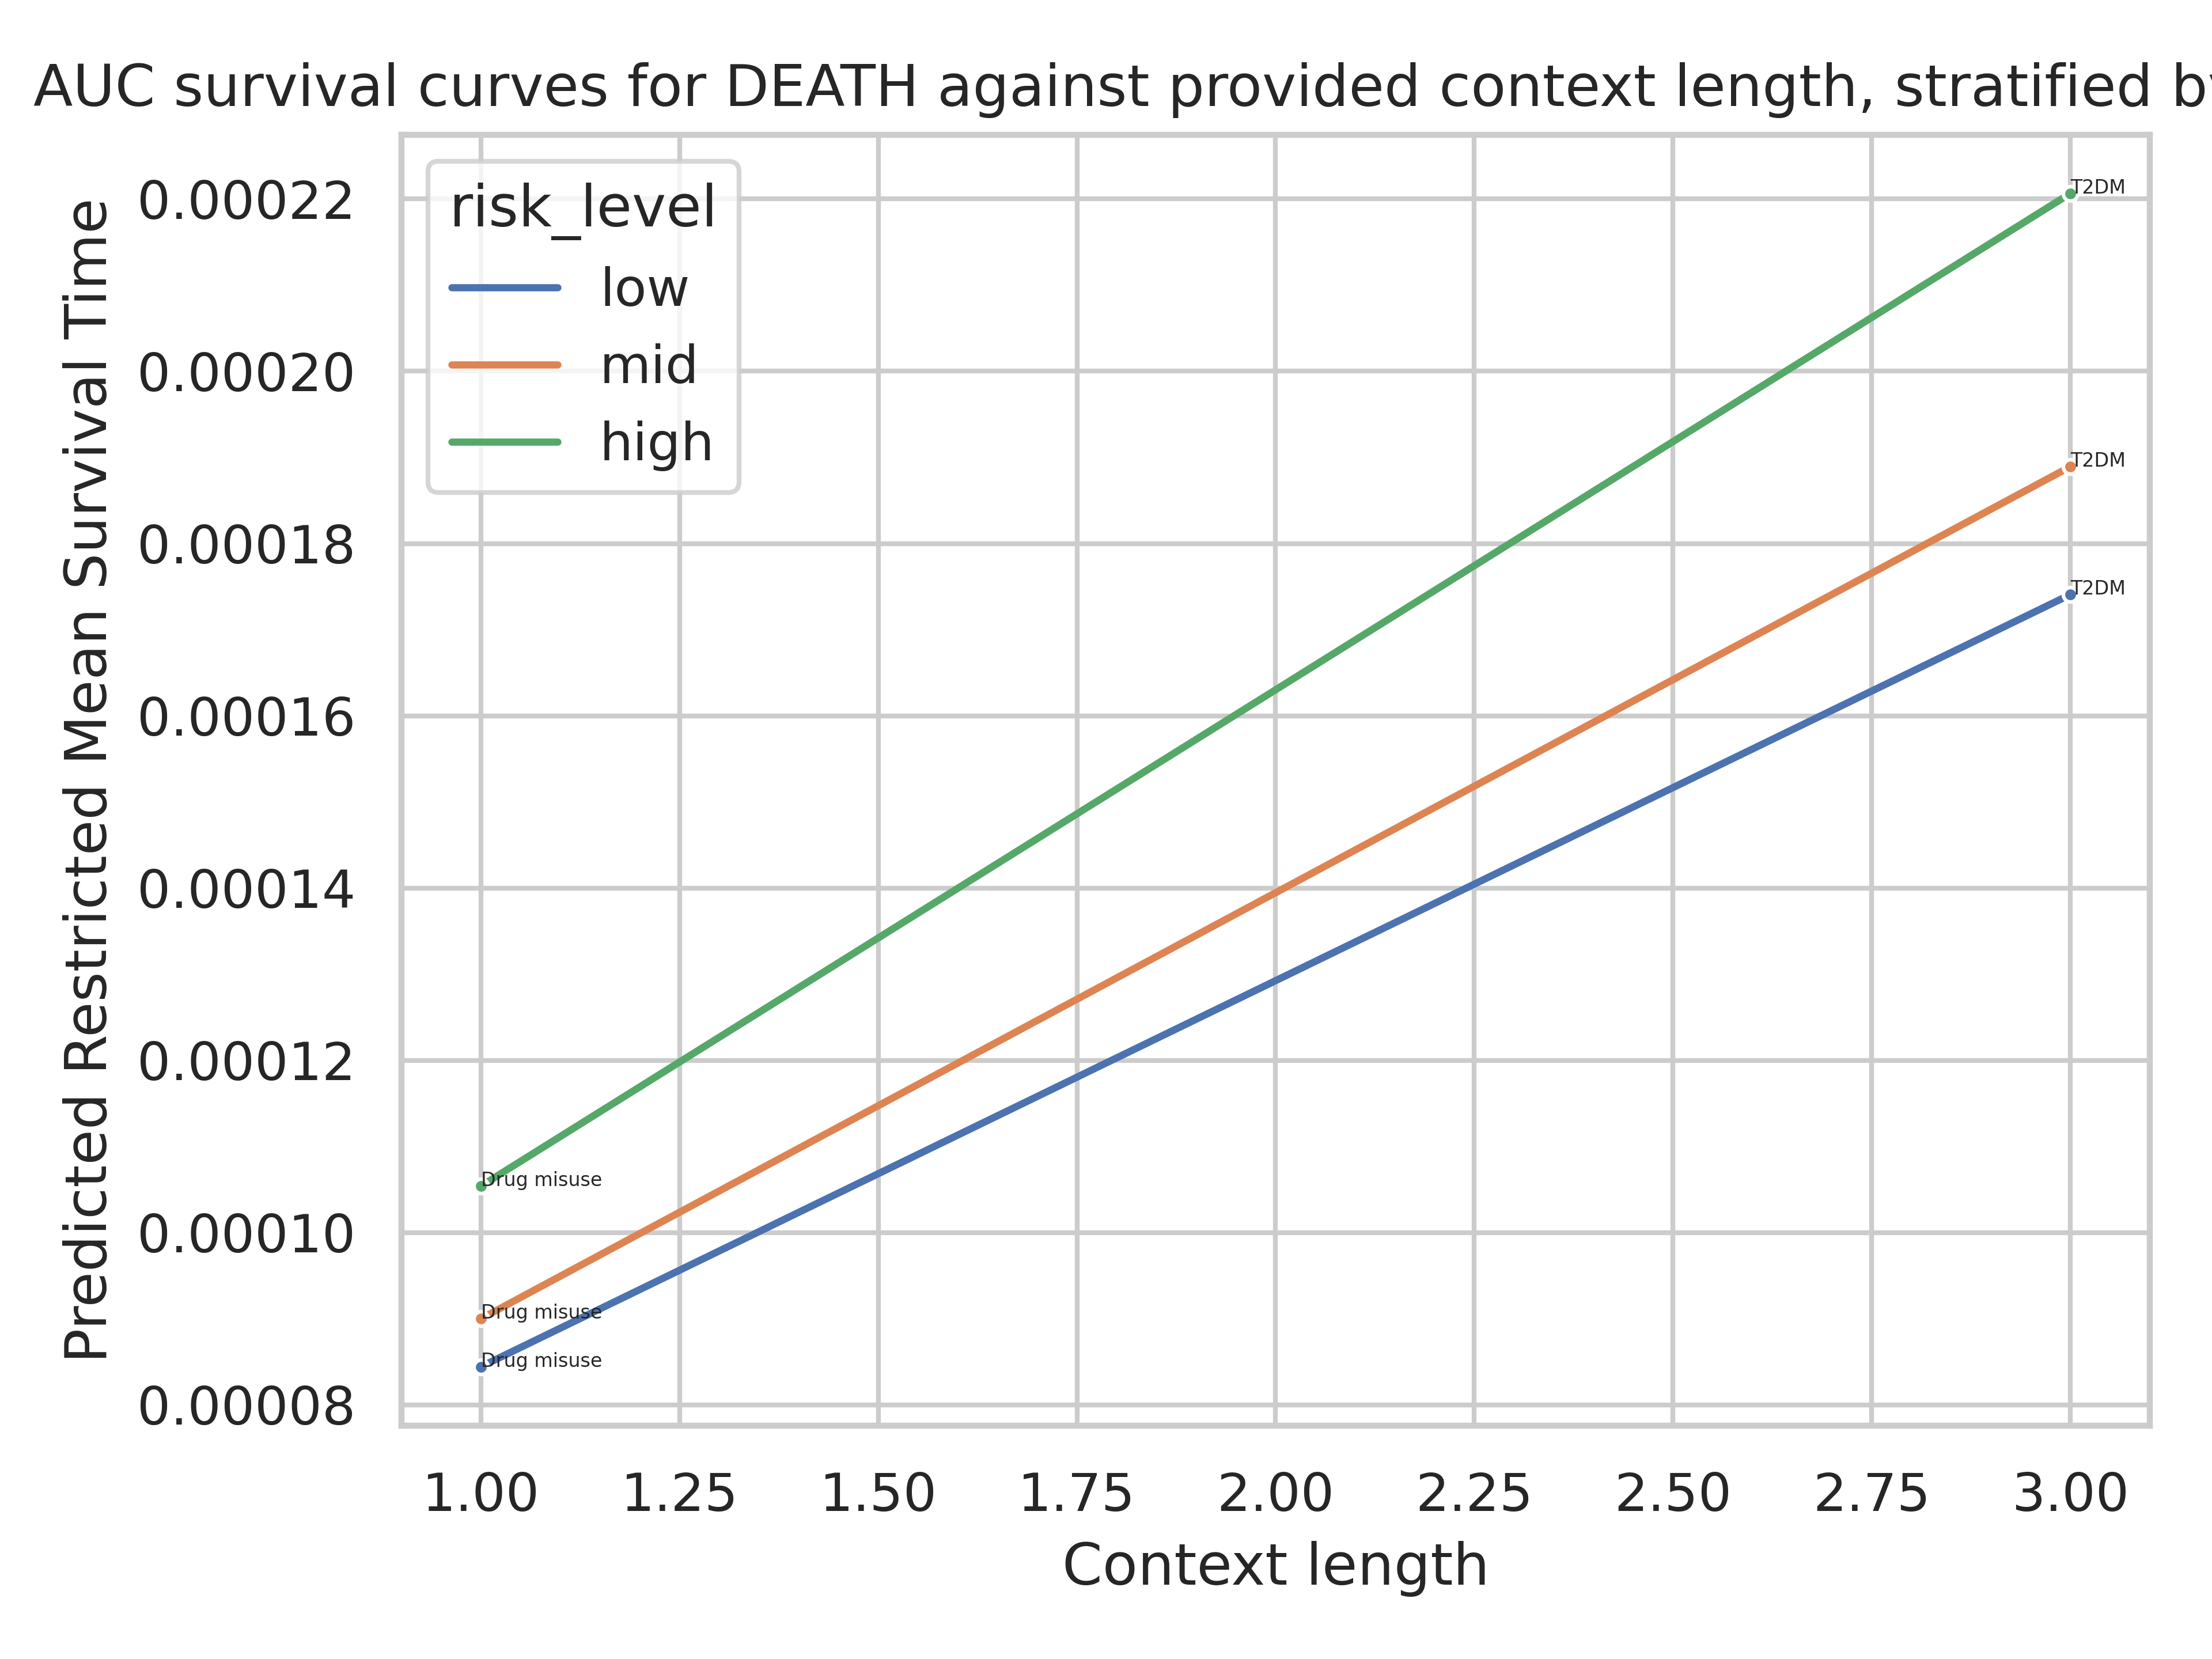 AUC survival curves for DEATH against provided context length, stratified by
Predicted Restricted Mean Survival Time
0.00022
0.00020
0.00018
0.00016
0.00014
0.00012
0.00010
0.00008
risk_level
low
mid
high
T2DM
T2DM
T2DM
Drug misuse
Drug misuse
Drug misuse
1.00 1.25 1.50 1.75 2.00 2.25 2.50 2.75 3.00
Context length